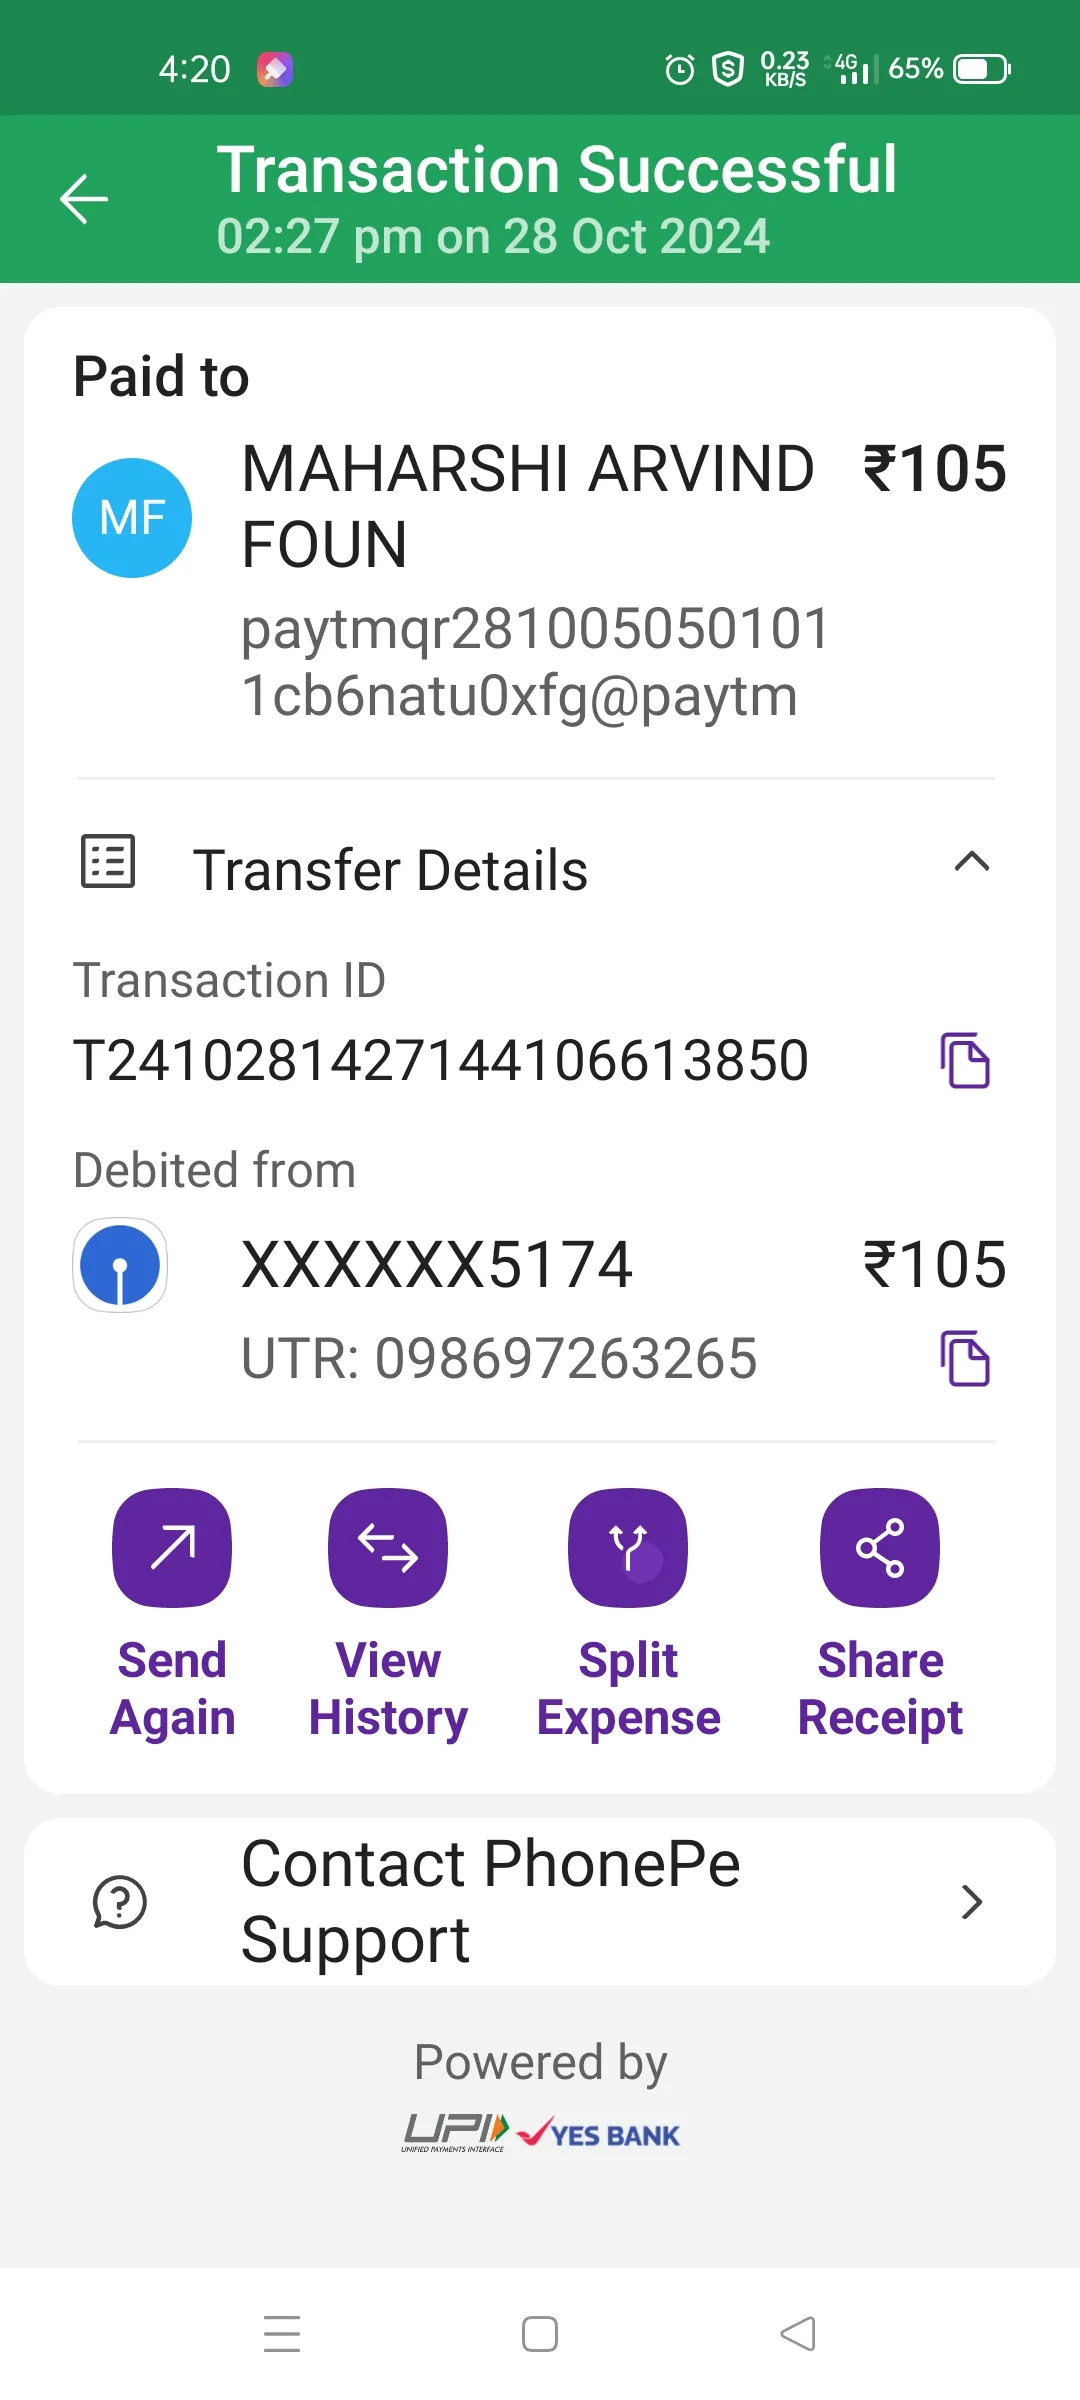 4:20
0.23
KB/S
4G
65%
Transaction Successful
02:27 pm on 28 Oct 2024
Paid to
MF
MAHARSHI ARVIND ₹105
FOUN
paytmqr281005050101
1cb6natu0xfg@paytm
Transfer Details
Transaction ID
T2410281427144106613850
Debited from
XXXXXX5174 ₹105
UTR: 098697263265
Send
Again
View
History
Split
Expense
Share
Receipt
Contact PhonePe
Support
Powered by
UPI
UNIFIED PAYMENTS INTERFACE
YES BANK